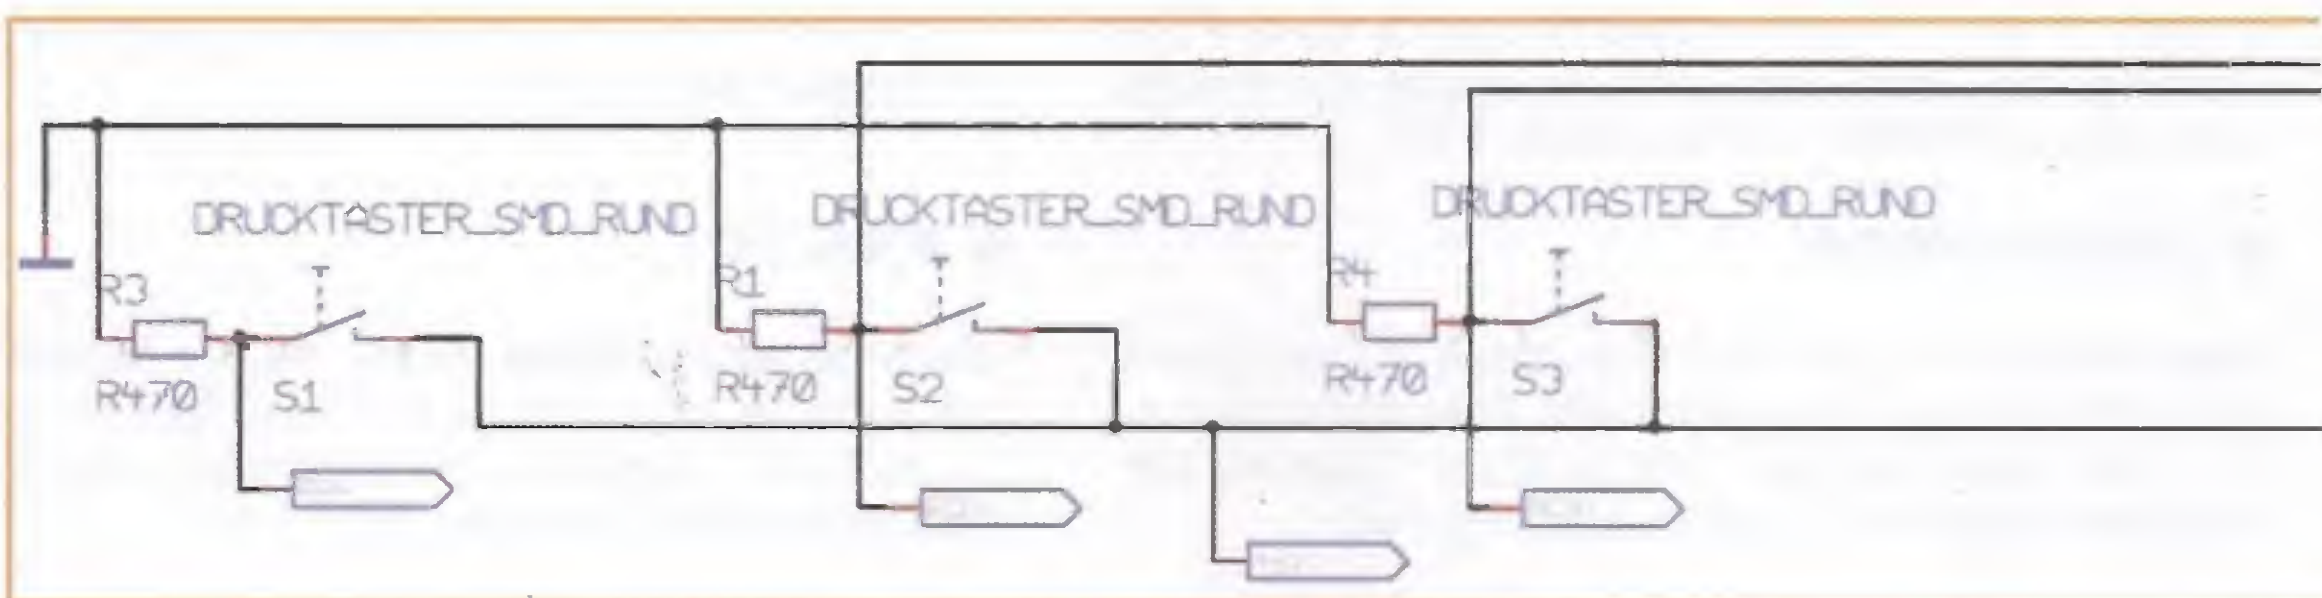 DRUCKTASTER_SMD_RUND
DRUCKTASTER_SMD_RUND
DRUCKTASTER_SMD_RUND
R3
R1
R4
R470
S1
R470
S2
R470
S3